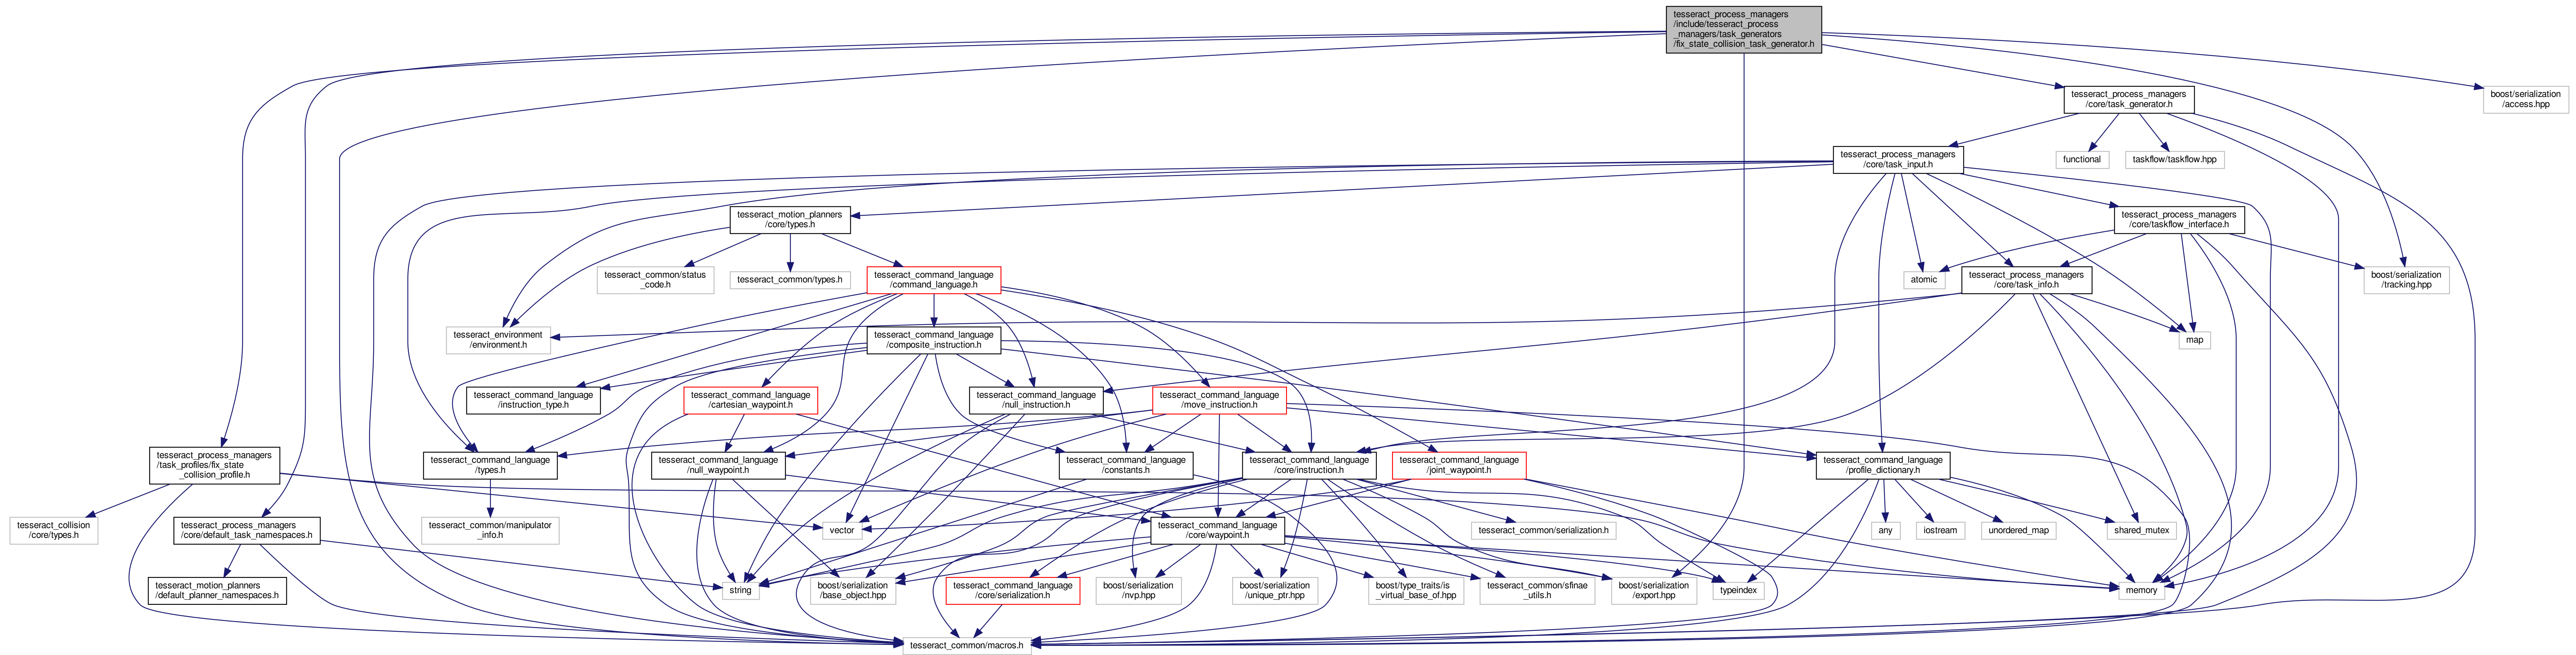 tesseract_process_managers
/include/tesseract_process
_managers/task_generators
/fix_state_collision_task_generator.h
tesseract_process_managers
/core/task_generator.h
boost/serialization
/access.hpp
tesseract_process_managers
/core/task_input.h
functional
taskflow/taskflow.hpp
tesseract_motion_planners
/core/types.h
tesseract_process_managers
/core/taskflow_interface.h
tesseract_common/status
_code.h
tesseract_common/types.h
tesseract_command_language
/command_language.h
atomic
tesseract_process_managers
/core/task_info.h
boost/serialization
/tracking.hpp
tesseract_environment
/environment.h
tesseract_command_language
/composite_instruction.h
map
tesseract_command_language
/instruction_type.h
tesseract_command_language
/cartesian_waypoint.h
tesseract_command_language
/null_instruction.h
tesseract_command_language
/move_instruction.h
tesseract_process_managers
/task_profiles/fix_state
_collision_profile.h
tesseract_command_language
/types.h
tesseract_command_language
/null_waypoint.h
tesseract_command_language
/constants.h
tesseract_command_language
/core/instruction.h
tesseract_command_language
/joint_waypoint.h
tesseract_command_language
/profile_dictionary.h
tesseract_collision
/core/types.h
tesseract_process_managers
/core/default_task_namespaces.h
tesseract_common/manipulator
_info.h
vector
tesseract_command_language
/core/waypoint.h
tesseract_common/serialization.h
any
iostream
unordered_map
shared_mutex
tesseract_motion_planners
/default_planner_namespaces.h
string
boost/serialization
/base_object.hpp
tesseract_command_language
/core/serialization.h
boost/serialization
/nvp.hpp
boost/serialization
/unique_ptr.hpp
boost/type_traits/is
_virtual_base_of.hpp
tesseract_common/sfinae
_utils.h
boost/serialization
/export.hpp
typeindex
memory
tesseract_common/macros.h